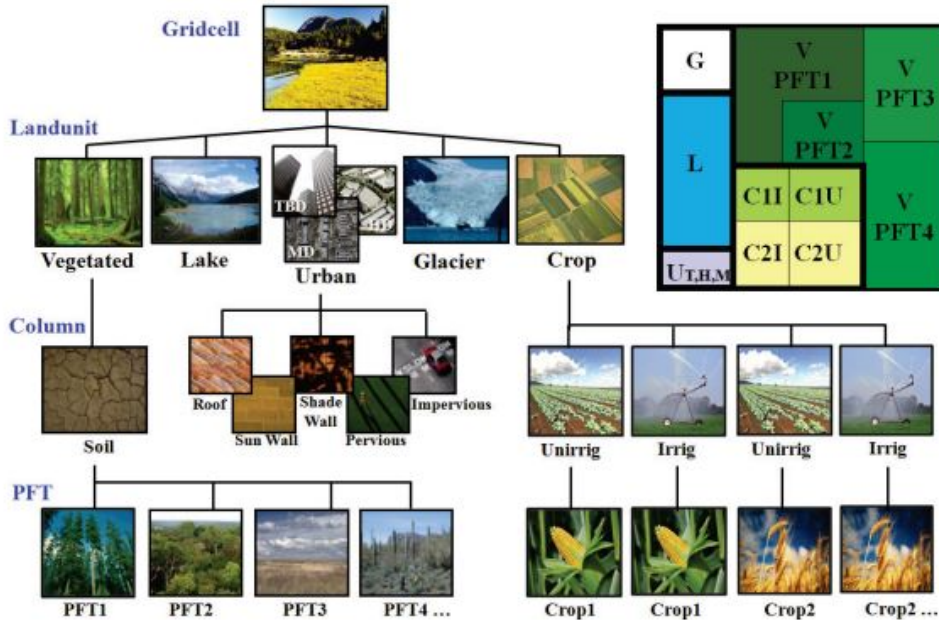 Gridcell
Landunit
TBD
MD
Vegetated
Lake
Urban
Glacier
Crop
Column
Roof
Sun Wall
Shade
Wall
Pervious
Impervious
Soil
Unirrig
Irrig
Unirrig
Irrig
PFT
PFT1
PFT2
PFT3
PFT4 ...
Crop1
Crop1
Crop2
Crop2 ...
G
L
UT,H,M
V
PFT1
V
PFT2
V
PFT3
V
PFT4
C1I
C1U
C2I
C2U